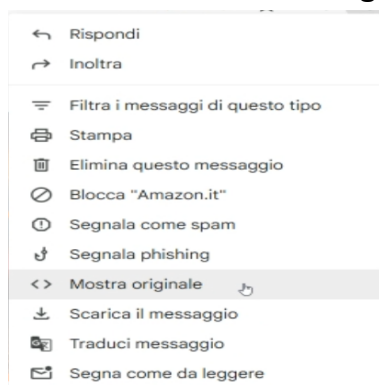 Rispondi
Inoltra
Filtra i messaggi di questo tipo
Stampa
Elimina questo messaggio
Blocca "Amazon.it"
Segnala come spam
Segnala phishing
Mostra originale
Scarica il messaggio
Traduci messaggio
Segna come da leggere